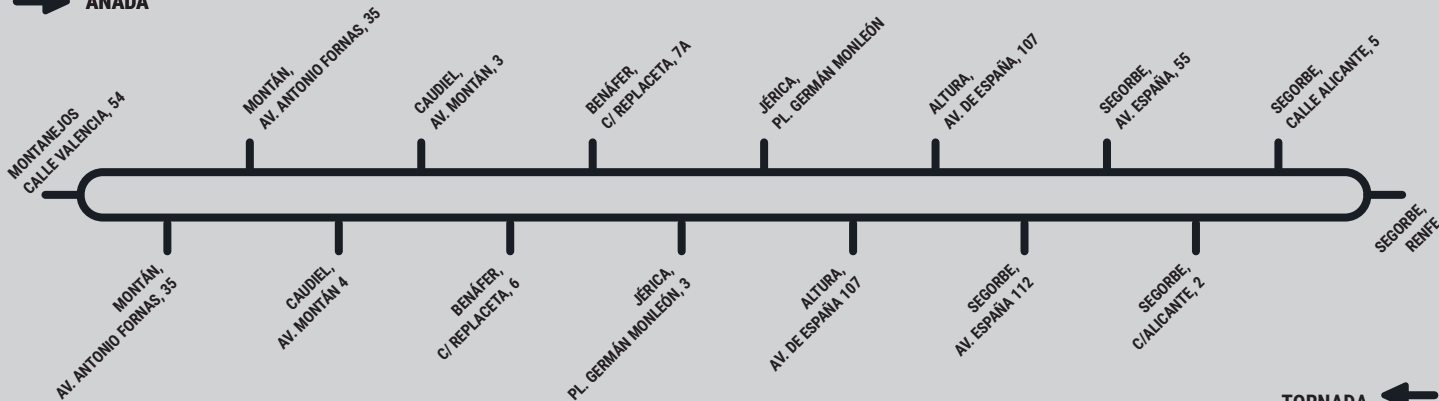 ANADA
MONTANEJOS
CALLE VALENCIA, 54
MONTÁN,
AV. ANTONIO FORNAS, 35
CAUDIEL,
AV. MONTÁN, 3
BENÁFER,
C/ REPLACETA, 7A
JÉRICA,
PL. GERMÁN MONLEÓN
ALTURA,
AV. DE ESPAÑA, 107
SEGORBE,
AV. ESPAÑA, 55
SEGORBE,
CALLE ALICANTE, 5
SEGORBE,
RENFE
MONTÁN,
AV. ANTONIO FORNAS, 35
CAUDIEL,
AV. MONTÁN 4
BENÁFER,
C/ REPLACETA, 6
JÉRICA,
PL. GERMÁN MONLEÓN, 3
ALTURA,
AV. DE ESPAÑA 107
SEGORBE,
AV. ESPAÑA 112
SEGORBE,
C/ALICANTE, 2
TORNADA